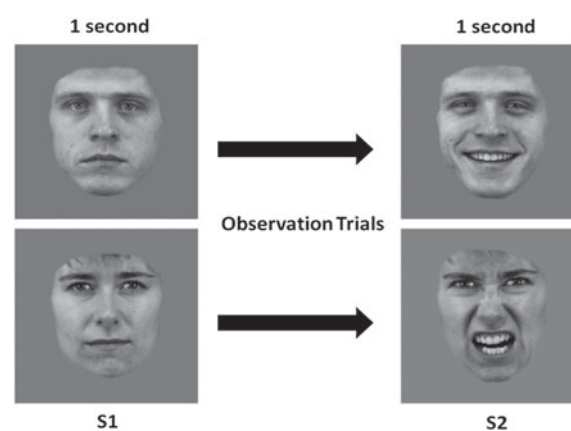 1 second
1 second
Observation Trials
S1
S2